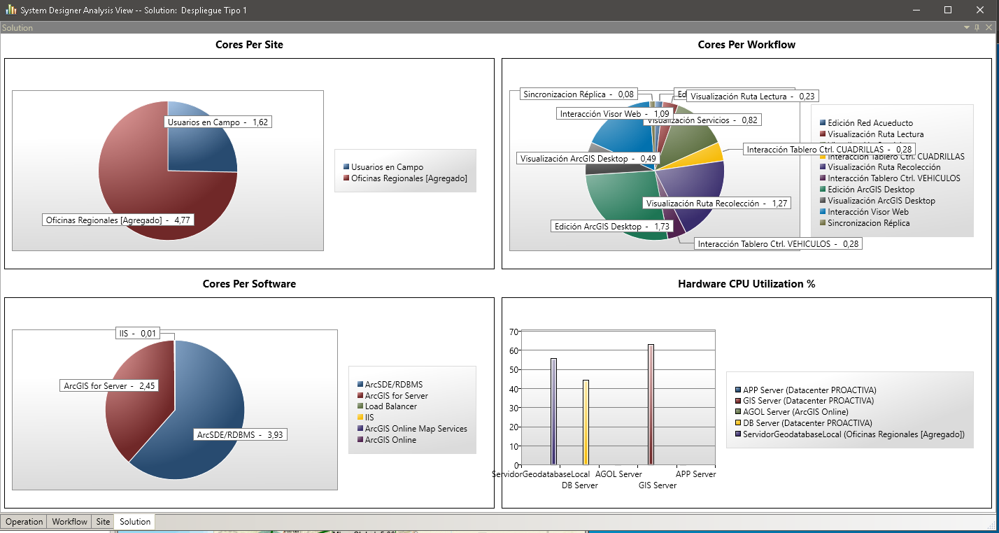 System Designer Analysis View -- Solution: Despliegue Tipo 1
Solution
Cores Per Site
Usuarios en Campo - 1,62
Oficinas Regionales [Agregado] - 4,77
Usuarios en Campo
Oficinas Regionales [Agregado]
Cores Per Workflow
Sincronizacion Réplica - 0,08
Visualización Ruta Lectura - 0,23
Interacción Visor Web - 1,09
Visualización Servicios - 0,82
Interacción Tablero Ctrl. CUADRILLAS - 0,28
Visualización ArcGIS Desktop - 0,49
Visualización Ruta Recolección - 1,27
Edición ArcGIS Desktop - 1,73
Interacción Tablero Ctrl. VEHICULOS - 0,28
Edición Red Acueducto
Visualización Ruta Lectura
Interacción Tablero Ctrl. CUADRILLAS
Visualización Ruta Recolección
Interacción Tablero Ctrl. VEHICULOS
Edición ArcGIS Desktop
Visualización ArcGIS Desktop
Interacción Visor Web
Sincronizacion Réplica
Cores Per Software
IIS - 0,01
ArcGIS for Server - 2,45
ArcSDE/RDBMS - 3,93
ArcSDE/RDBMS
ArcGIS for Server
Load Balancer
IIS
ArcGIS Online Map Services
ArcGIS Online
Hardware CPU Utilization %
70
60
50
40
30
20
10
0
ServidorGeodatabaseLocal AGOL Server APP Server
DB Server GIS Server
APP Server (Datacenter PROACTIVA)
GIS Server (Datacenter PROACTIVA)
AGOL Server (ArcGIS Online)
DB Server (Datacenter PROACTIVA)
ServidorGeodatabaseLocal (Oficinas Regionales [Agregado])
Operation Workflow Site Solution